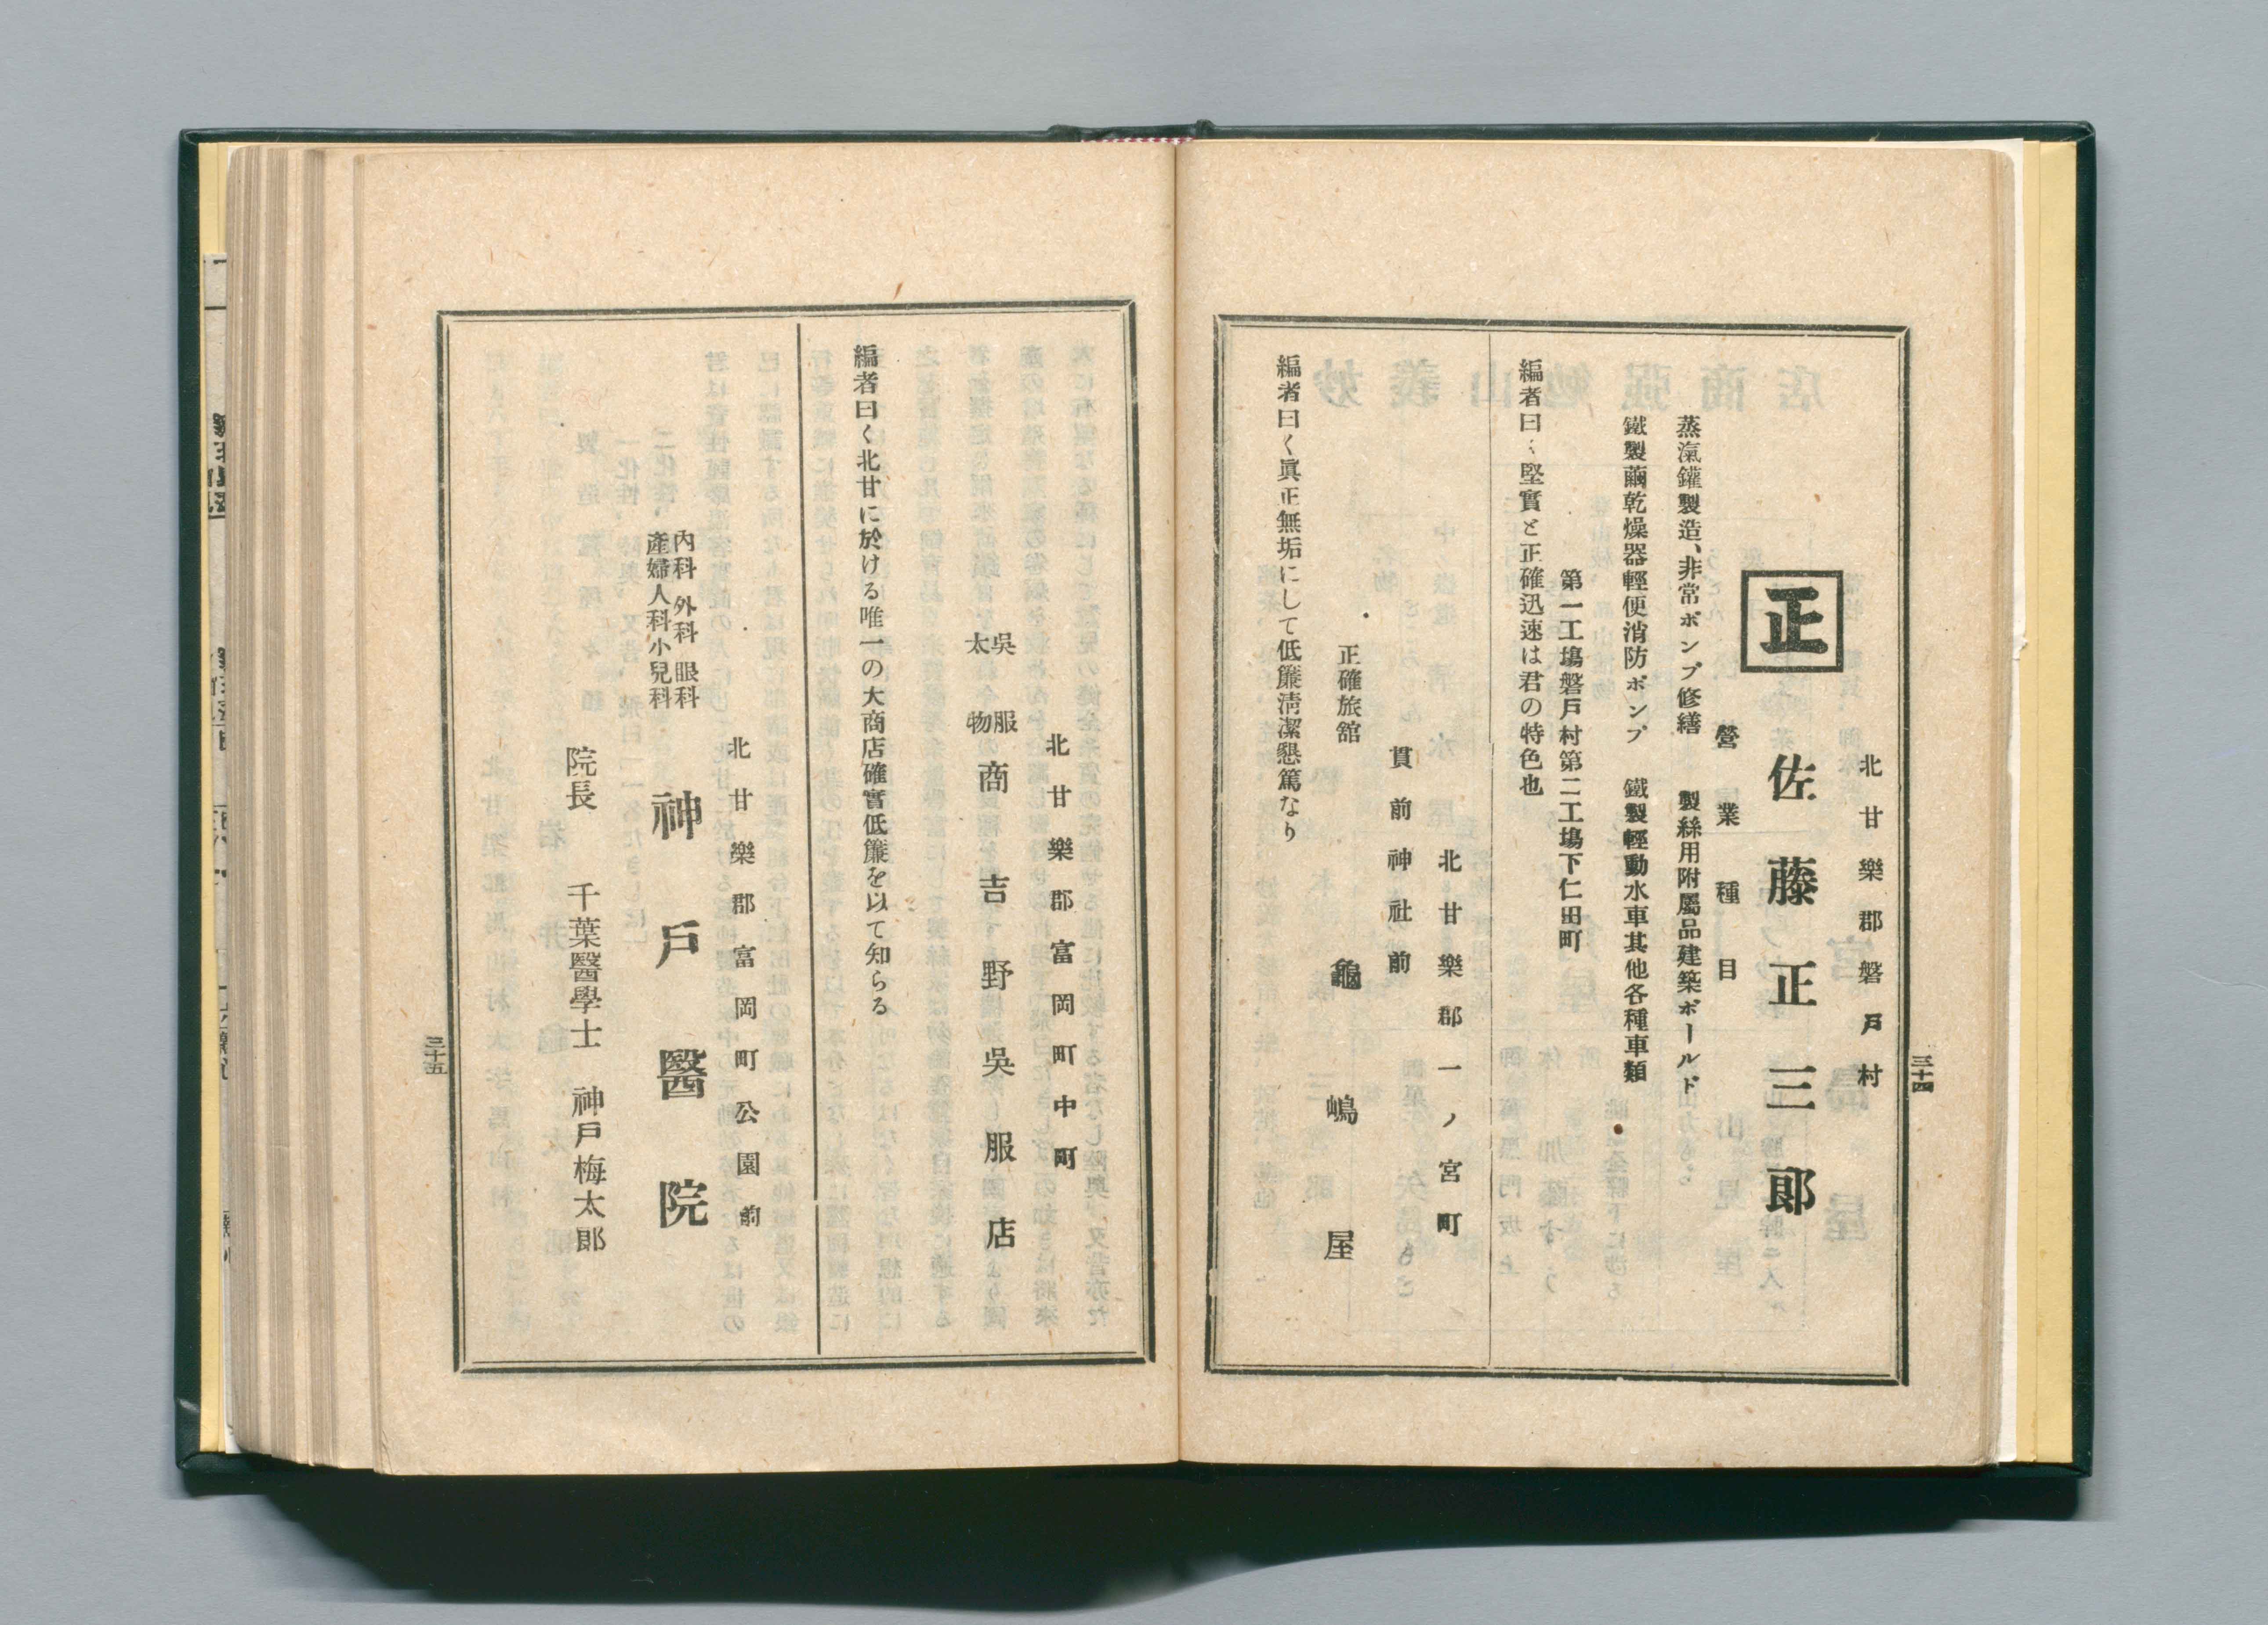 三十四
北甘樂郡磐戸村
正
佐藤正三郎
營業種目
蒸滊鑵製造、非常ポンプ修繕 製絲用附屬品建築ボールド
鐵製繭乾燥器輕便消防ポンプ 鐵製輕動水車其他各種車類
第一工塲磐戸村第二工塲下仁田町
編者曰く堅實と正確迅速は君の特色也
北甘樂郡一ノ宮町
貫前神社前
正確旅舘
龜嶋屋
編者曰く眞正無垢にして低廉淸潔懇篤なり
北甘樂郡富岡町中町
吳服
太物
商吉野吳服店
編者曰く北甘に於ける唯一の大商店確實低廉を以て知らる
北甘樂郡富岡町公園前
內科 外科 眼科
產婦人科小兒科
神戸醫院
院長 千葉醫學士 神戸梅太郞
三十五